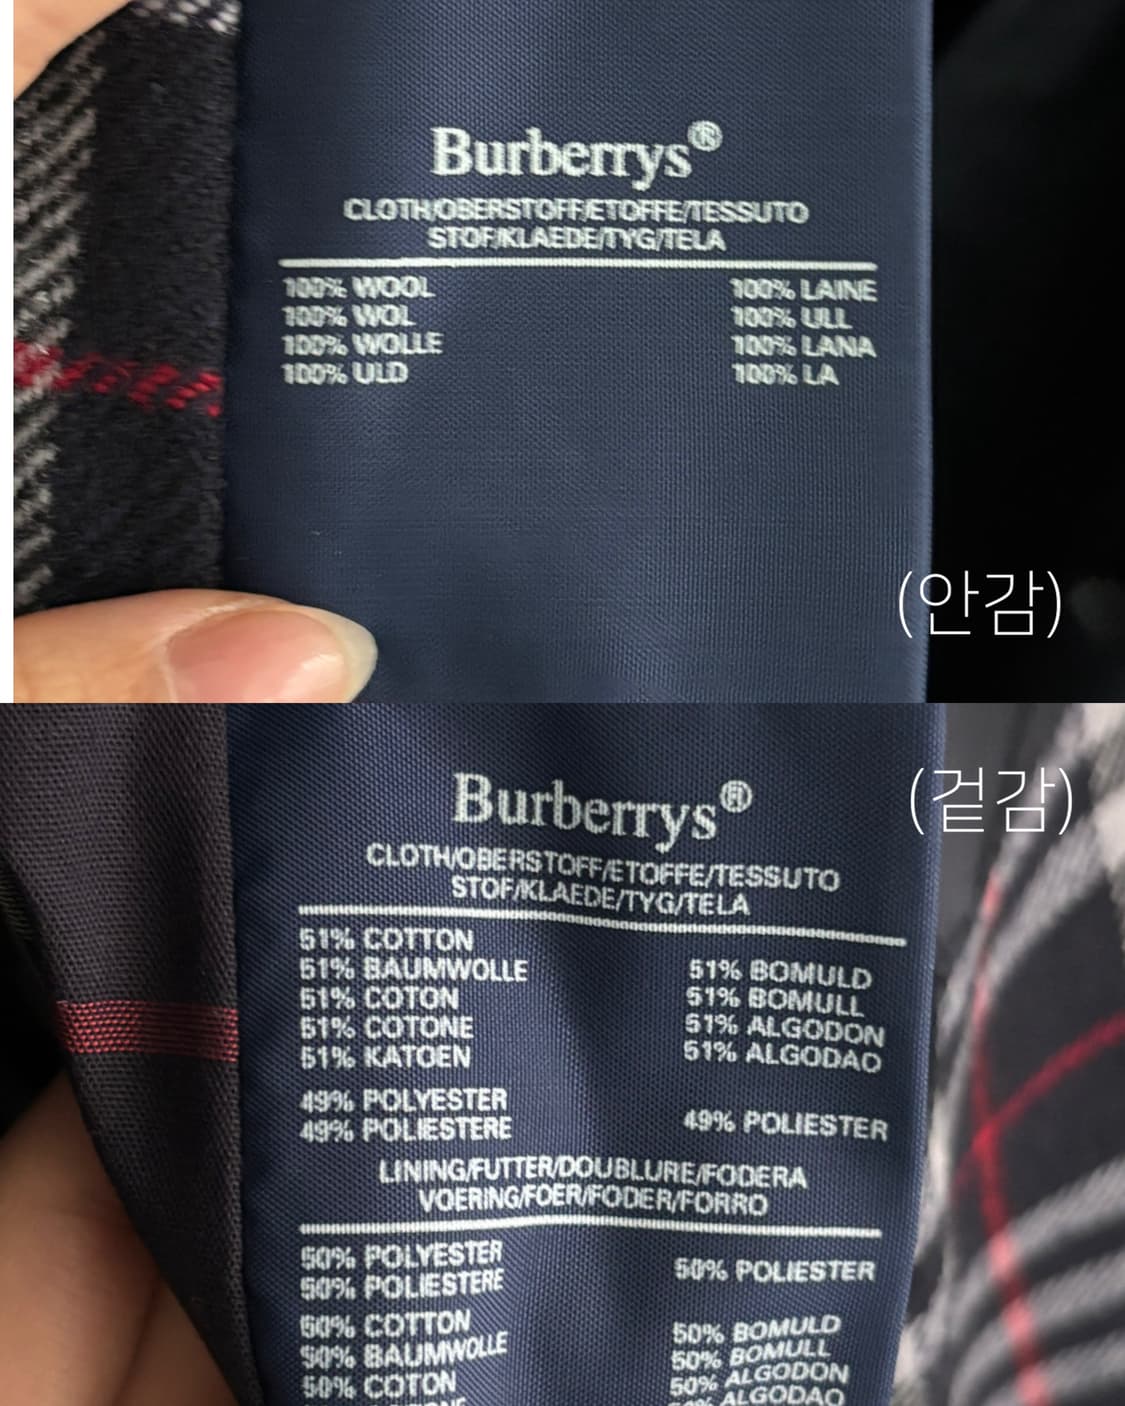 Burberrys®
CLOTH/OBERSTOFF/ETOFFE/TESSUTO
STOF/KLAEDE/TYG/TELA
100% WOOL 100% LAINE
100% WOL 100% ULL
100% WOLLE 100% LANA
100% ULD 100% LA
(안감)
Burberrys®
(겉감)
CLOTH/OBERSTOFF/ETOFFE/TESSUTO
STOF/KLAEDE/TYG/TELA
51% COTTON
51% BAUMWOLLE 51% BOMULD
51% COTON 51% BOMULL
51% COTONE 51% ALGODON
51% KATOEN 51% ALGODAO
49% POLYESTER
49% POLIESTERE 49% POLIESTER
LINING/FUTTER/DOUBLURE/FODERA
VOERING/FOER/FODER/FORRO
50% POLYESTER 50% POLIESTER
50% POLIESTERE
50% COTTON 50% BOMULD
50% BAUMWOLLE 50% BOMULL
50% COTON 50% ALGODON
ALGODAO